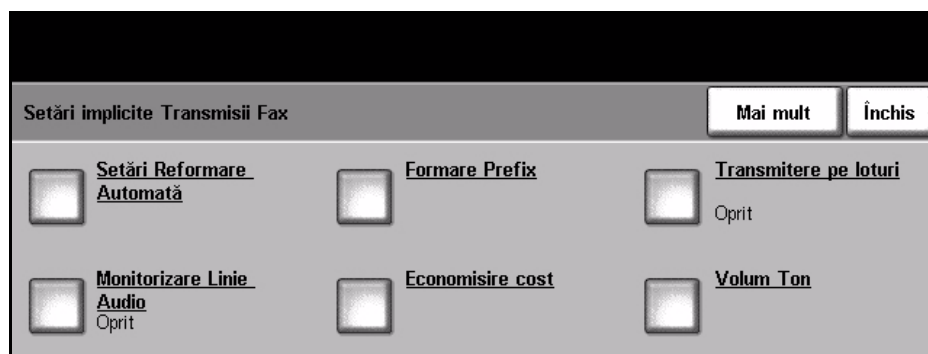 Setări implicite Transmisii Fax
Mai mult
Închis
Setări Reformare
Automată
Formare Prefix
Transmitere pe loturi
Oprit
Monitorizare Linie
Audio
Oprit
Economisire cost
Volum Ton